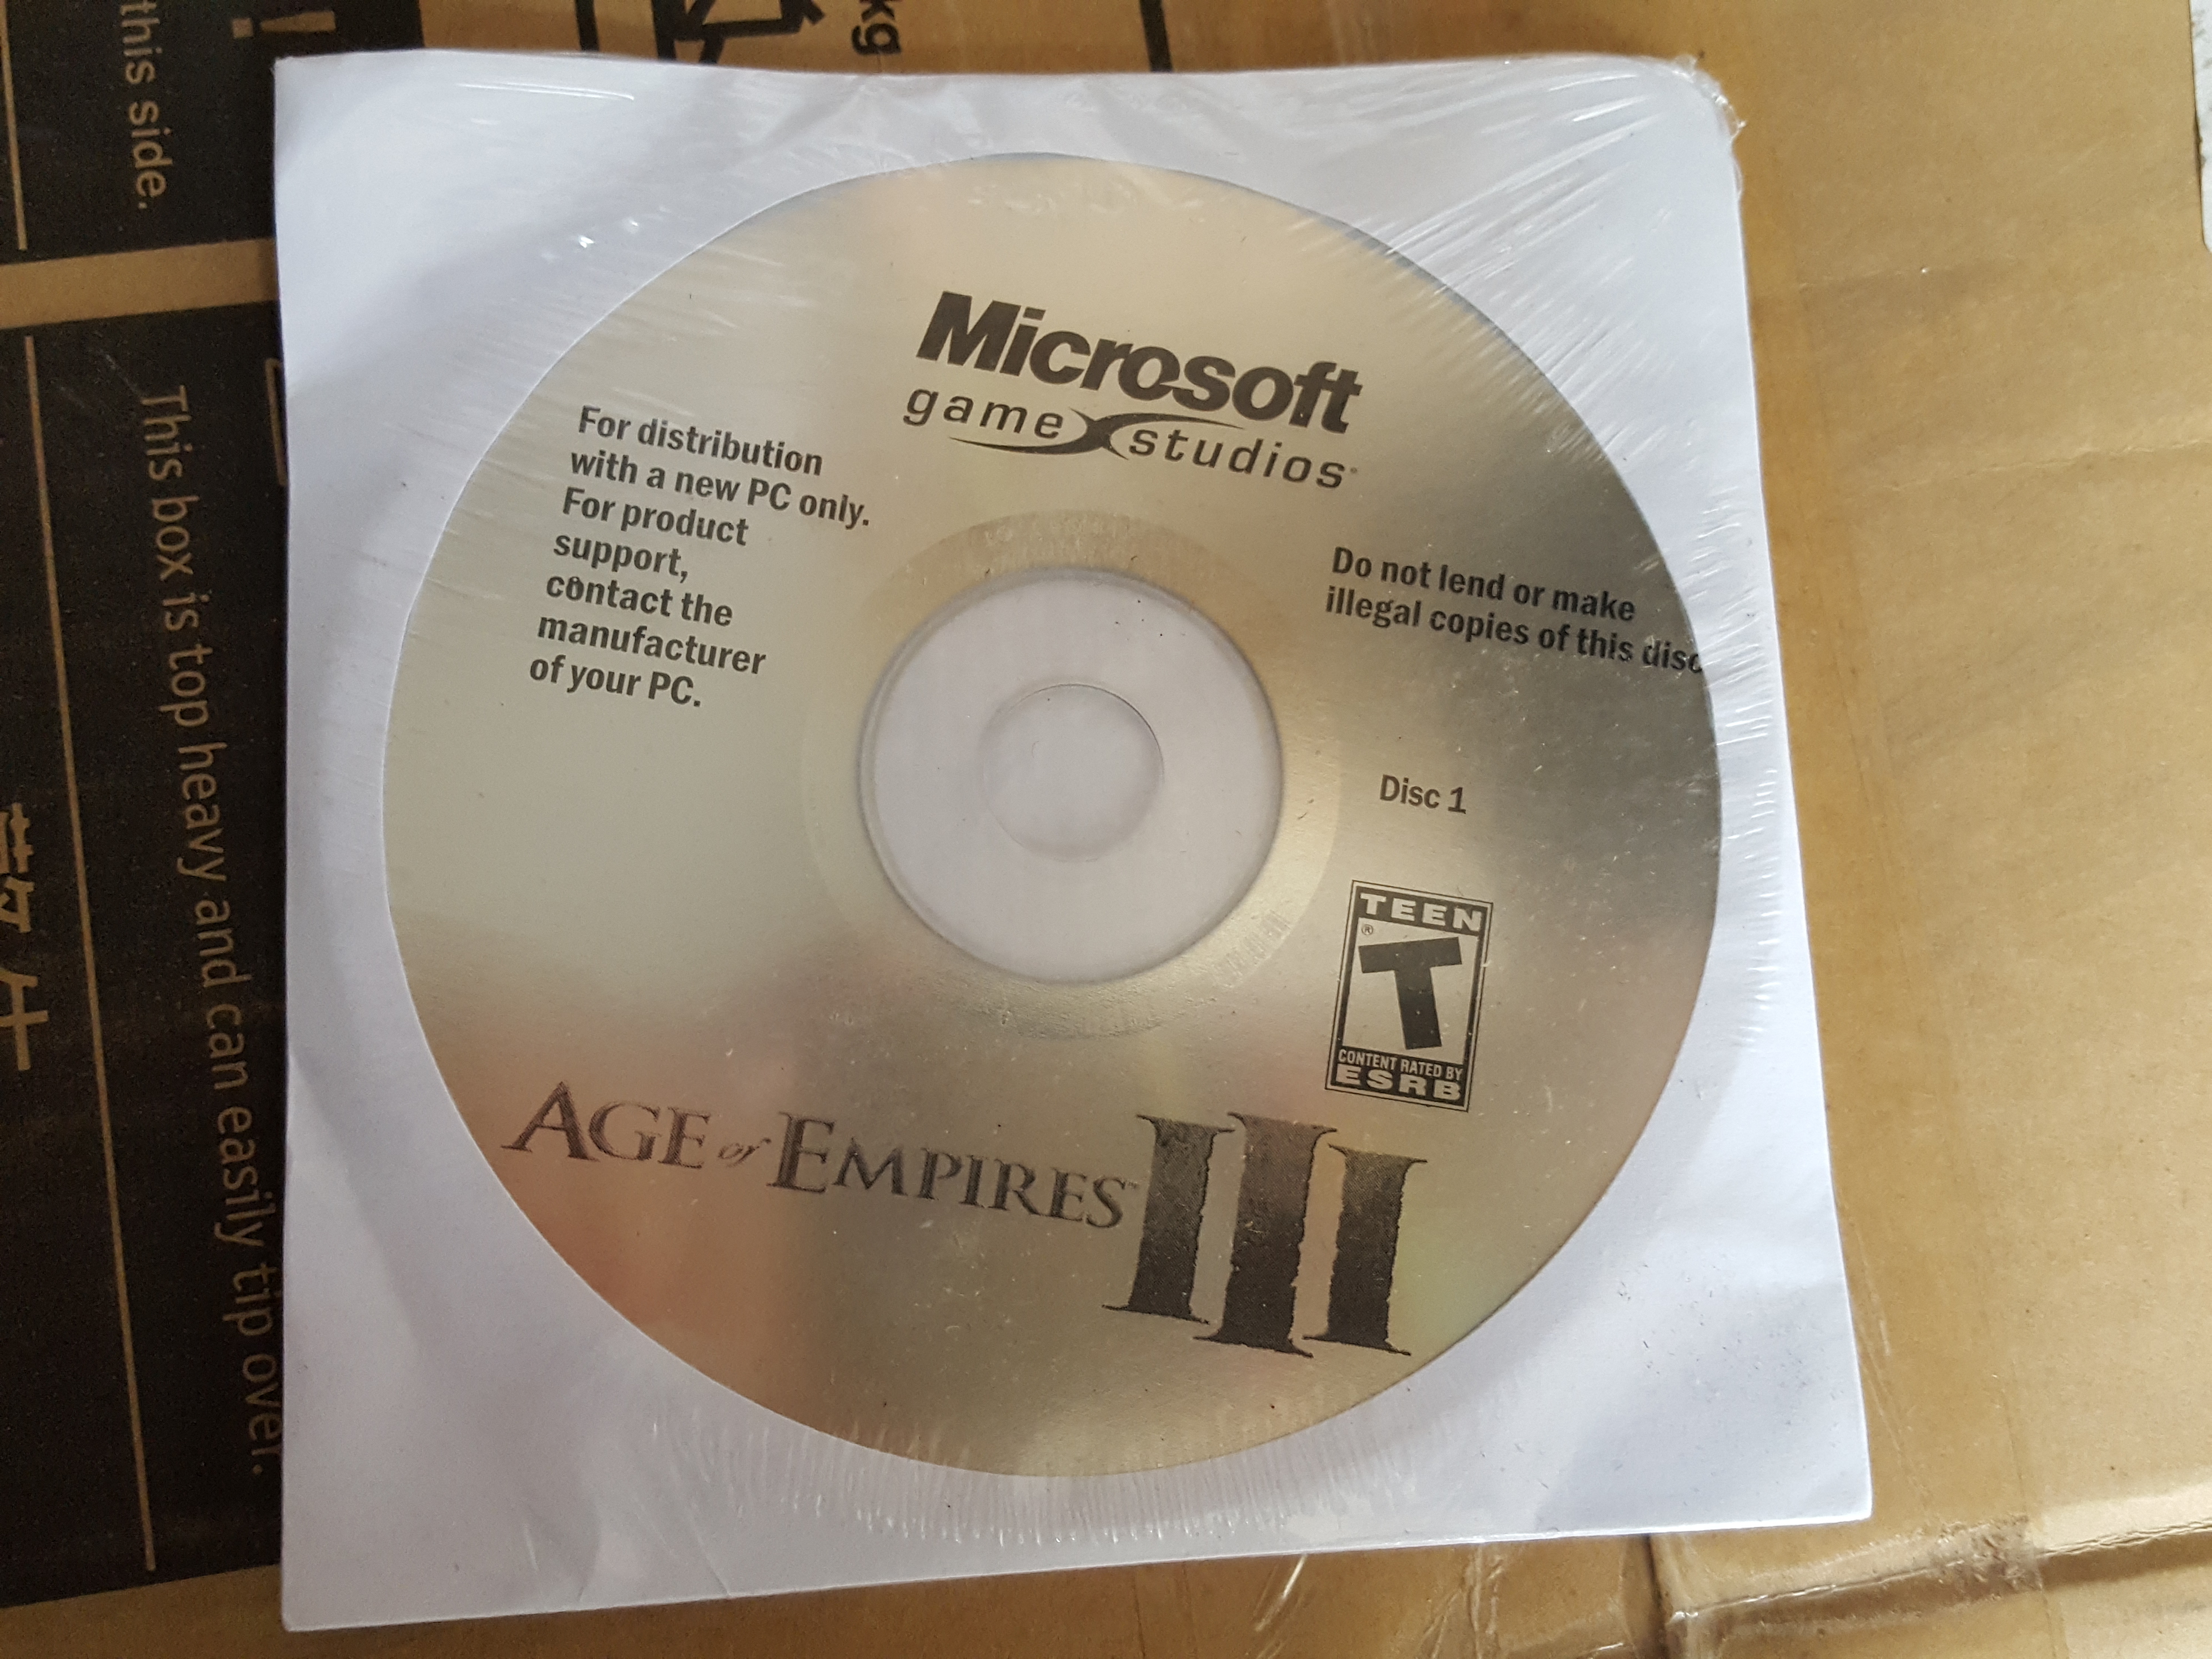 this side.
kg
This box is top heavy and can easily tip over.
Microsoft
game studios
For distribution
with a new PC only.
For product
support,
contact the
manufacturer
of your PC.
Do not lend or make
illegal copies of this disc
Disc 1
TEEN
®
T
CONTENT RATED BY
ESRB
AGE of EMPIRES™ III